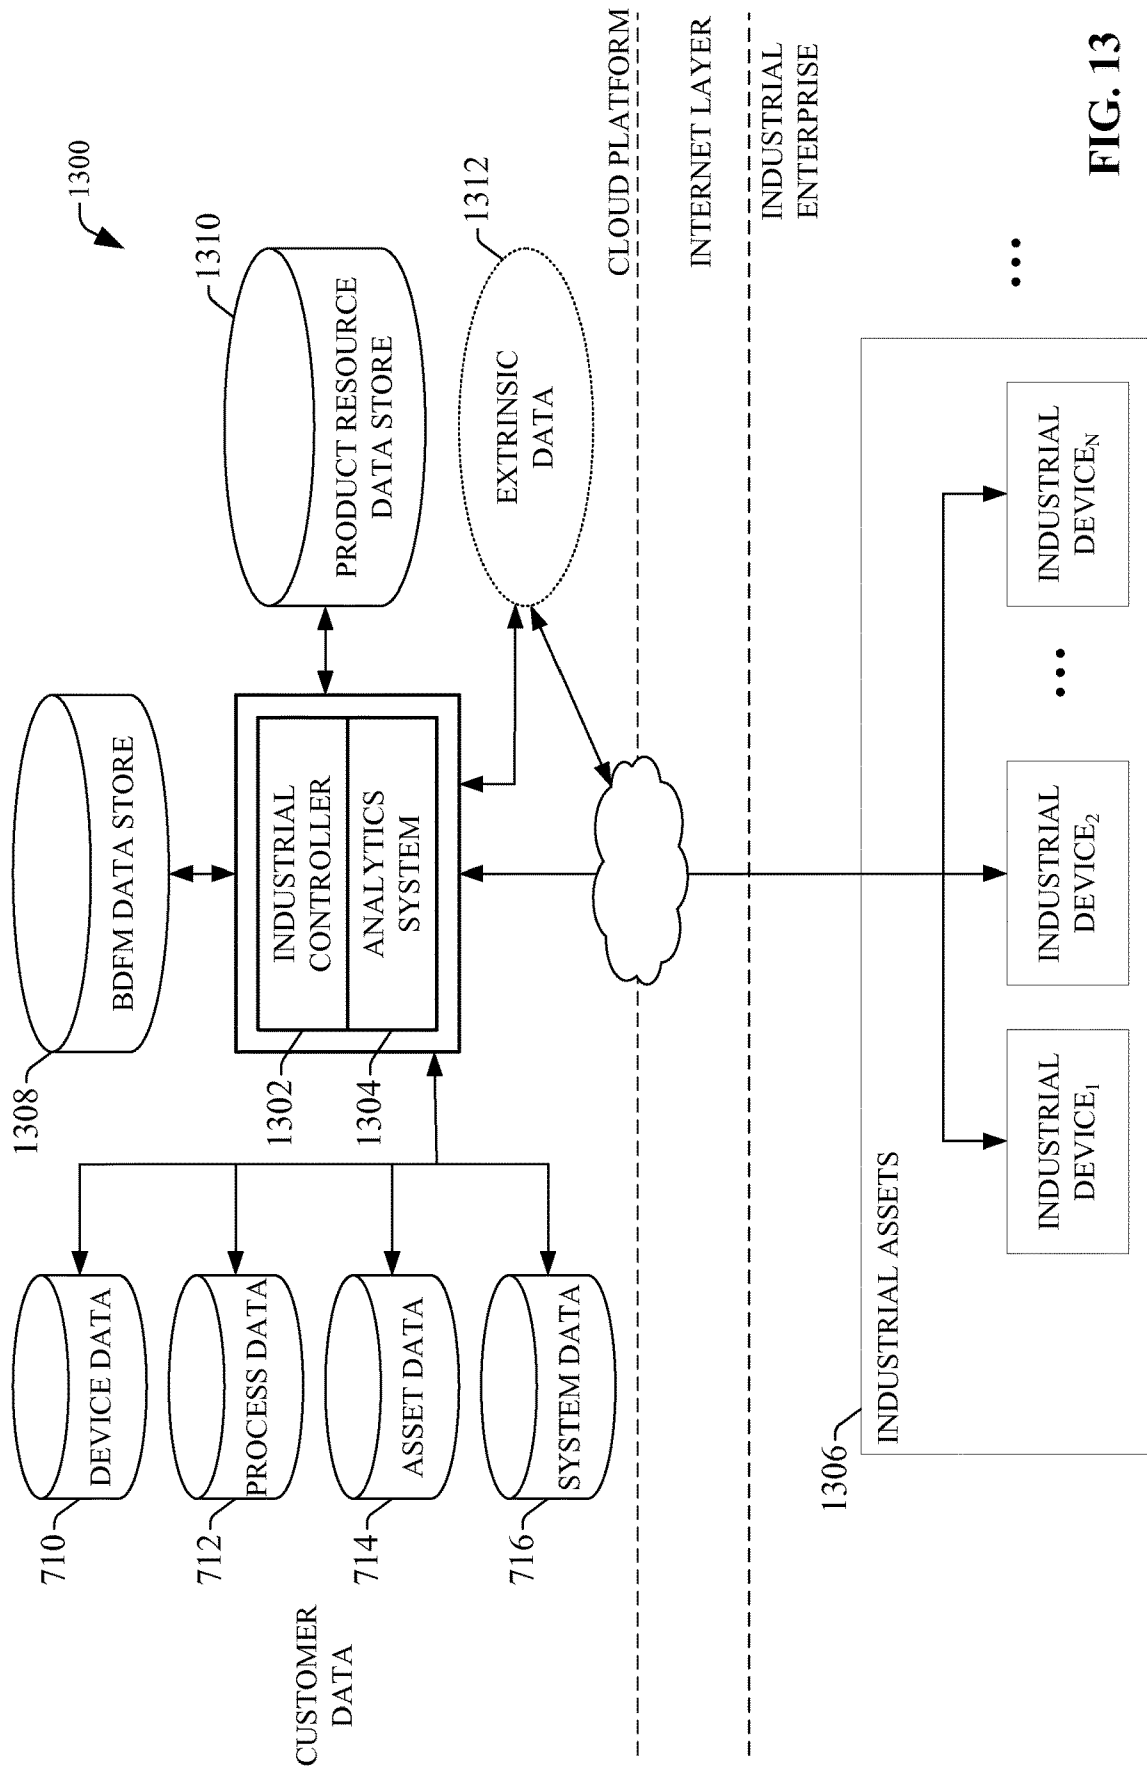 1300
1308
BDFM DATA STORE
1310
PRODUCT RESOURCE
DATA STORE
1312
EXTRINSIC
DATA
1302
INDUSTRIAL
CONTROLLER
1304
ANALYTICS
SYSTEM
CUSTOMER
DATA
710
DEVICE DATA
712
PROCESS DATA
714
ASSET DATA
716
SYSTEM DATA
CLOUD PLATFORM
INTERNET LAYER
INDUSTRIAL
ENTERPRISE
1306
INDUSTRIAL ASSETS
INDUSTRIAL
DEVICE1
INDUSTRIAL
DEVICE2
•••
INDUSTRIAL
DEVICEN
•••
FIG. 13